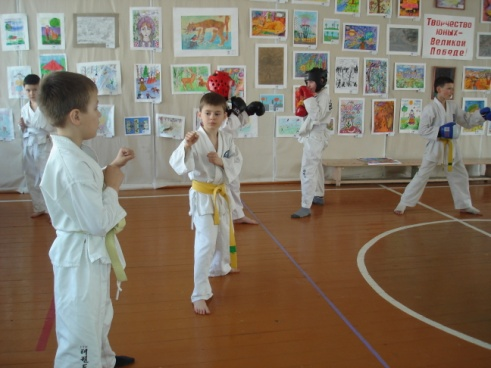 Творчество
юных-
Великой
Победе